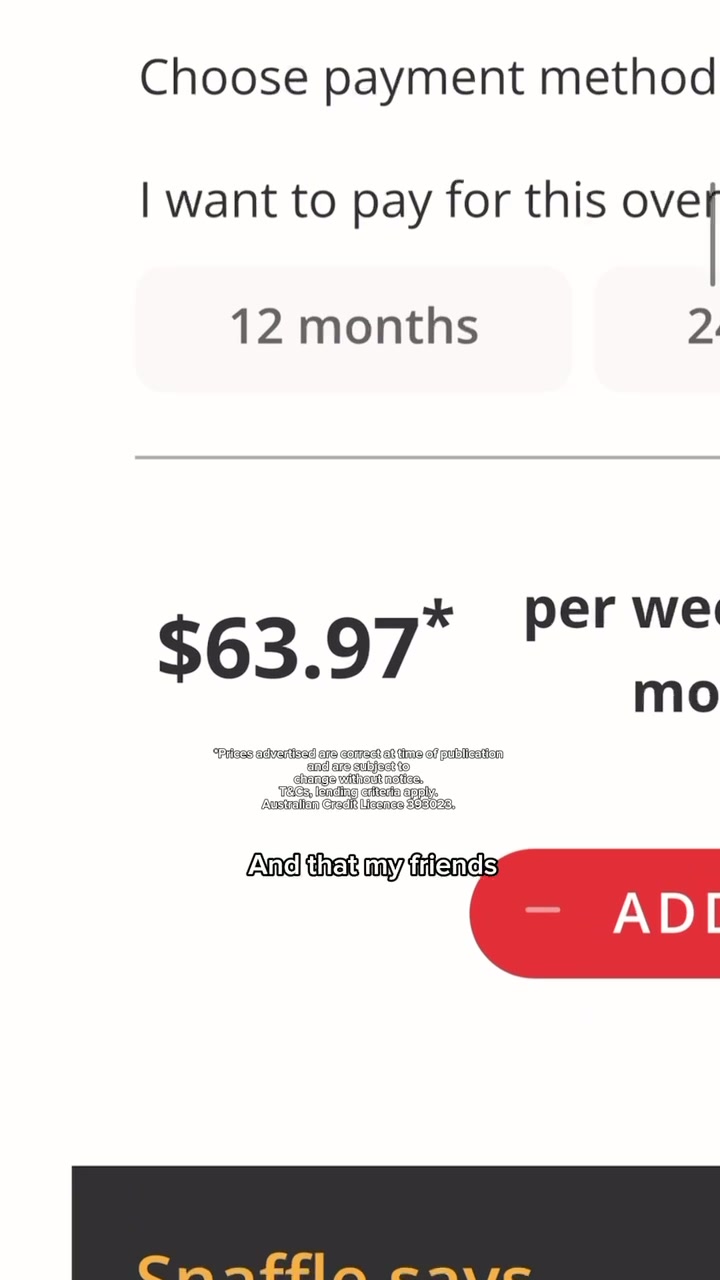 Choose payment method
I want to pay for this over
12 months
24
$63.97*
per wee
mo
*Prices advertised are correct at time of publication
and are subject to
change without notice.
T&Cs, lending criteria apply.
Australian Credit Licence 393023.
And that my friends
– ADD
Snaffle says